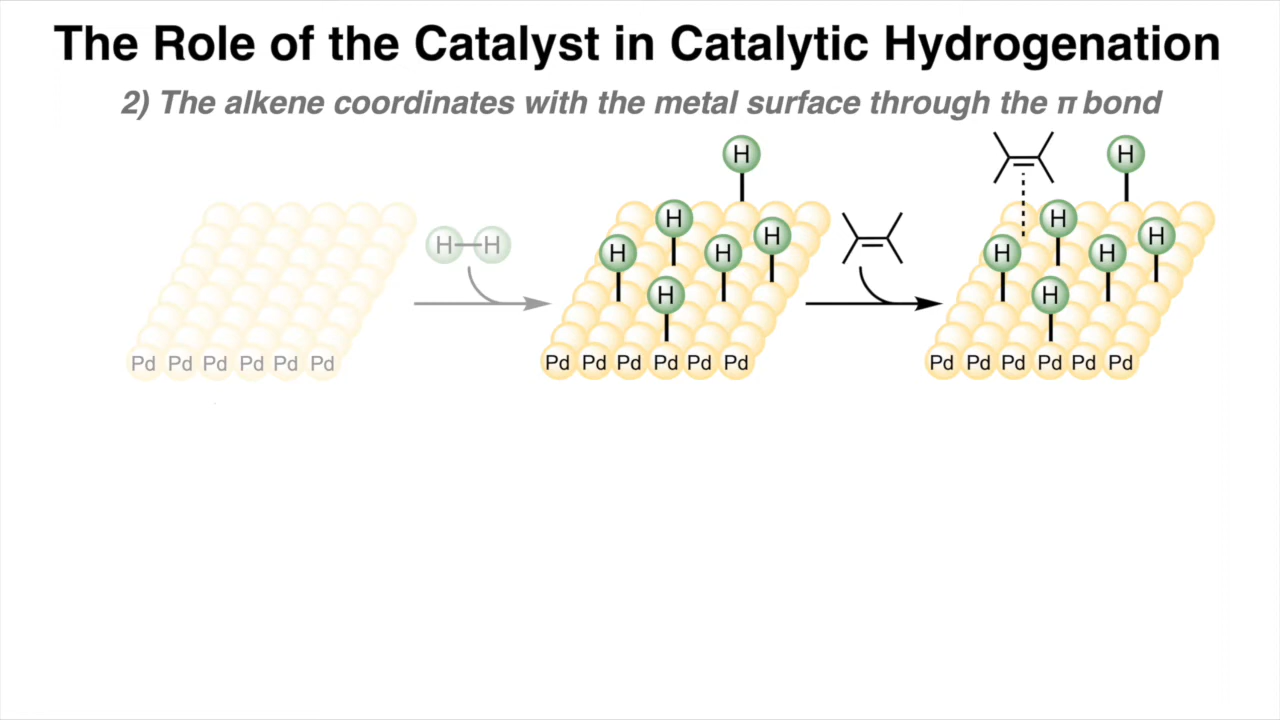 The Role of the Catalyst in Catalytic Hydrogenation
2) The alkene coordinates with the metal surface through the π bond
H H
H H H H H H
H H H H H H
Pd Pd Pd Pd Pd Pd
Pd Pd Pd Pd Pd Pd
Pd Pd Pd Pd Pd Pd